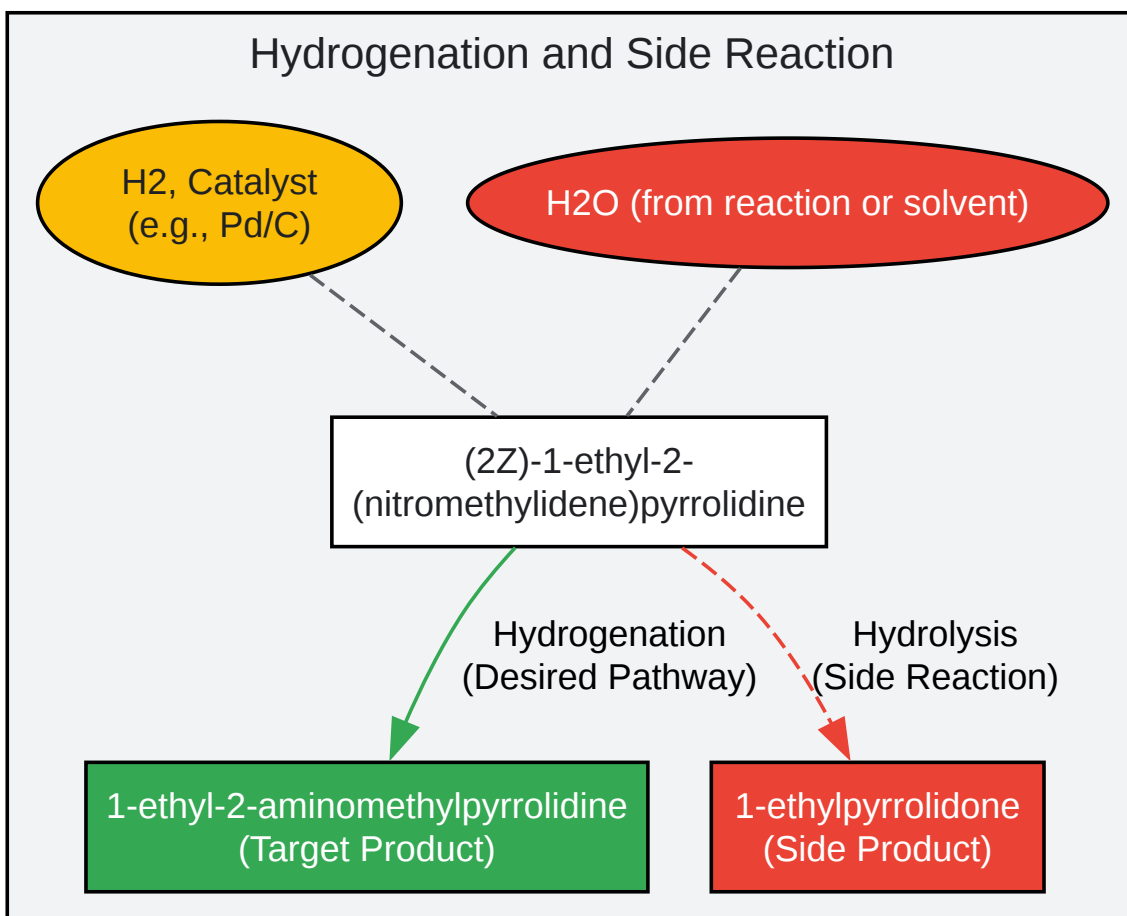 Hydrogenation and Side Reaction
H2, Catalyst
(e.g., Pd/C)
H2O (from reaction or solvent)
(2Z)-1-ethyl-2-
(nitromethylidene)pyrrolidine
Hydrogenation
(Desired Pathway)
Hydrolysis
(Side Reaction)
1-ethyl-2-aminomethylpyrrolidine
(Target Product)
1-ethylpyrrolidone
(Side Product)